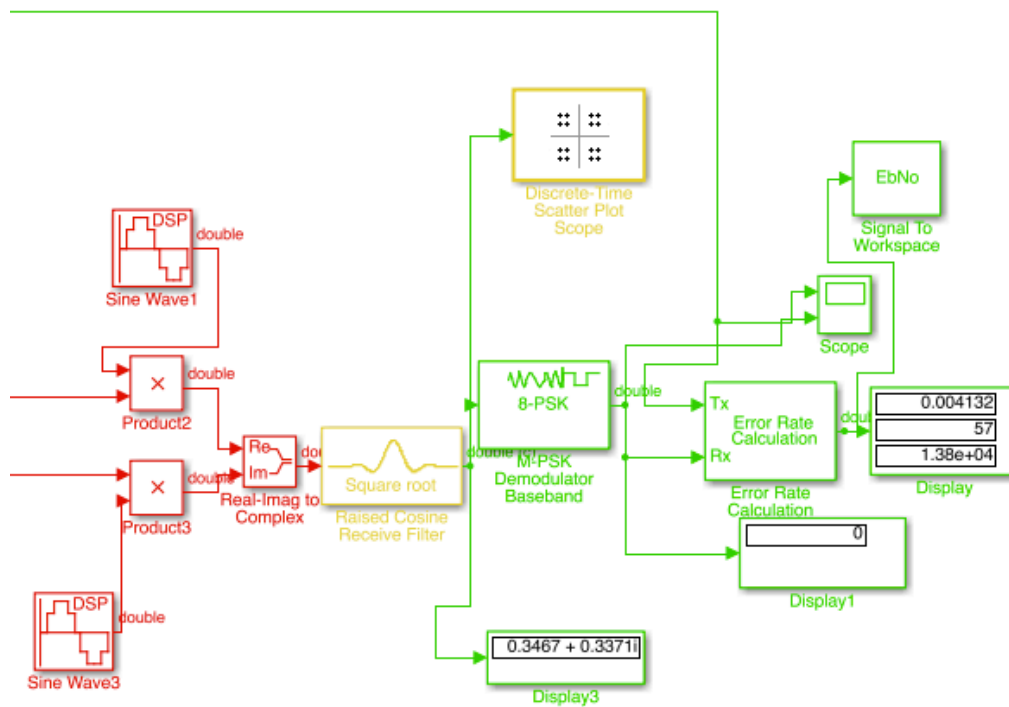 Discrete-Time
Scatter Plot
Scope
EbNo
Signal To
Workspace
DSP
double
Sine Wave1
Scope
double
×
Product2
8-PSK
M-PSK
Demodulator
Baseband
double
Tx
Rx
Error Rate
Calculation
Error Rate
Calculation
0.004132
57
1.38e+04
Display
Re
Im
Real-Imag to
Complex
Square root
Raised Cosine
Receive Filter
double (c)
×
double
Product3
0
Display1
DSP
double
Sine Wave3
0.3467 + 0.3371i
Display3